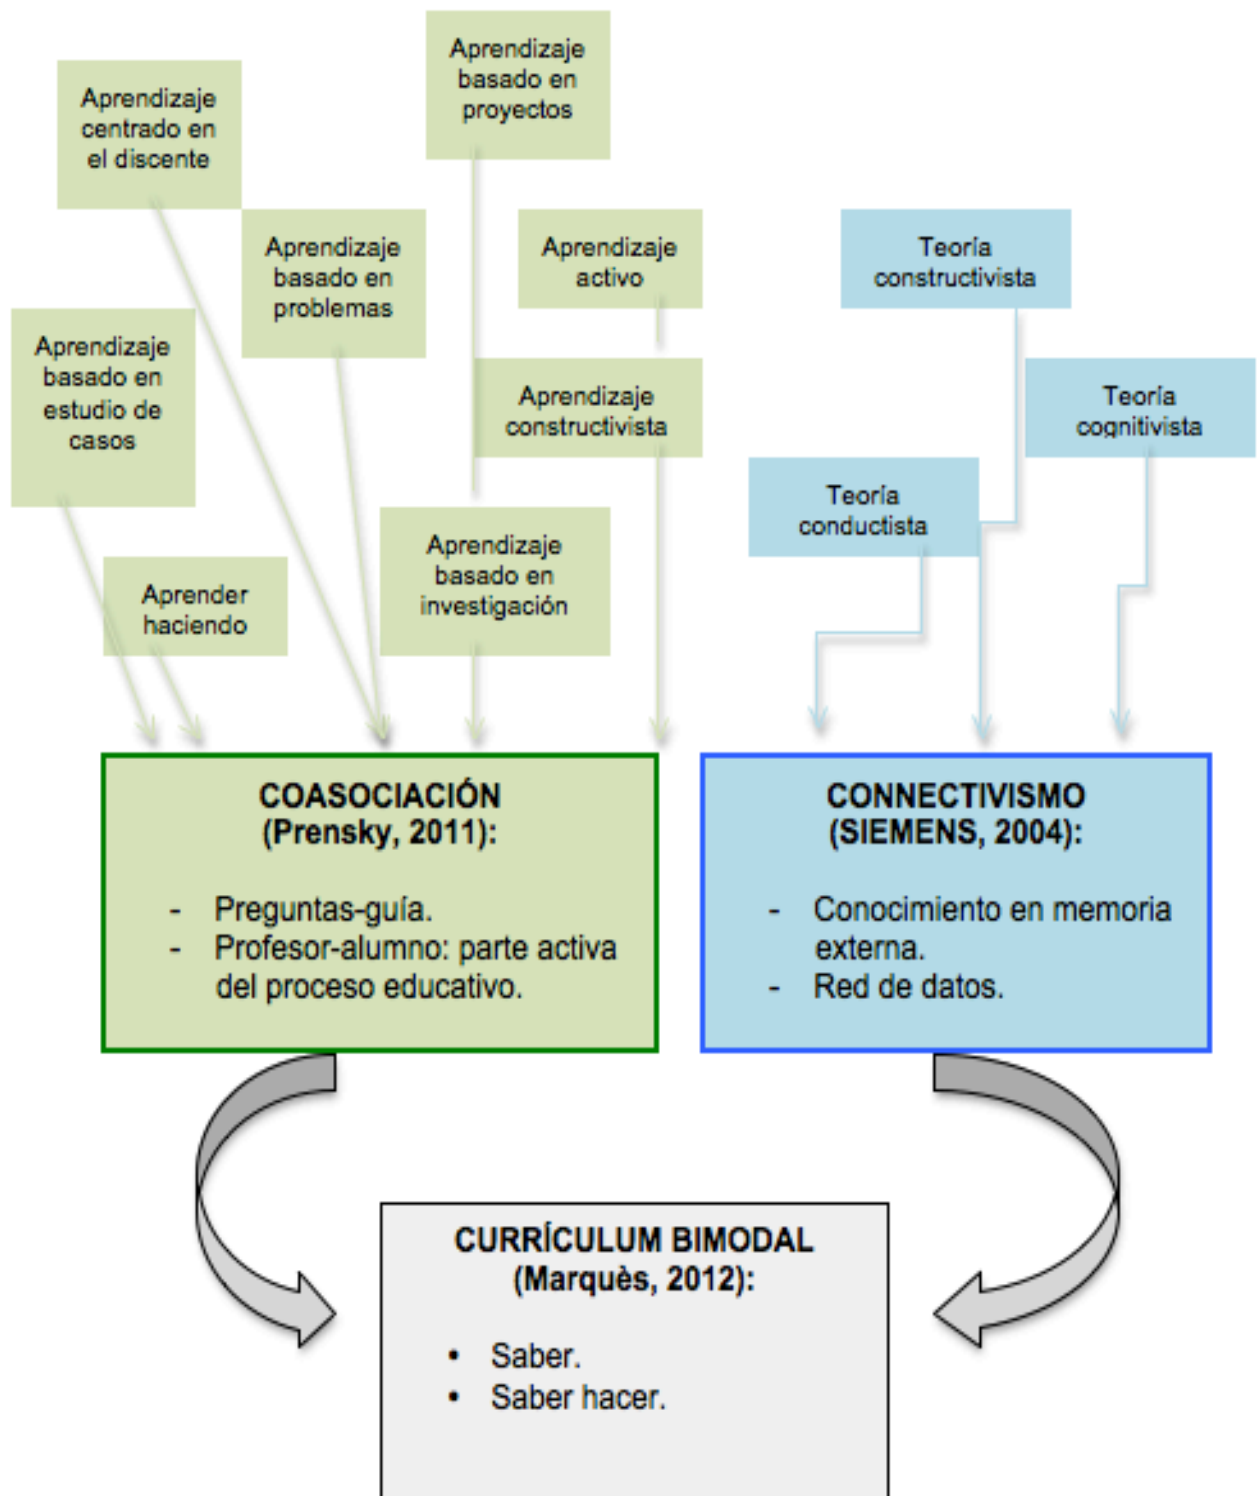 Aprendizaje
basado en
proyectos
Aprendizaje
centrado en
el discente
Aprendizaje
basado en
problemas
Aprendizaje
activo
Teoría
constructivista
Aprendizaje
basado en
estudio de
casos
Aprendizaje
constructivista
Teoría
cognitivista
Teoría
conductista
Aprendizaje
basado en
investigación
Aprender
haciendo
COASOCIACIÓN
(Prensky, 2011):
- Preguntas-guía.
- Profesor-alumno: parte activa
del proceso educativo.
CONNECTIVISMO
(SIEMENS, 2004):
- Conocimiento en memoria
externa.
- Red de datos.
CURRÍCULUM BIMODAL
(Marquès, 2012):
• Saber.
• Saber hacer.